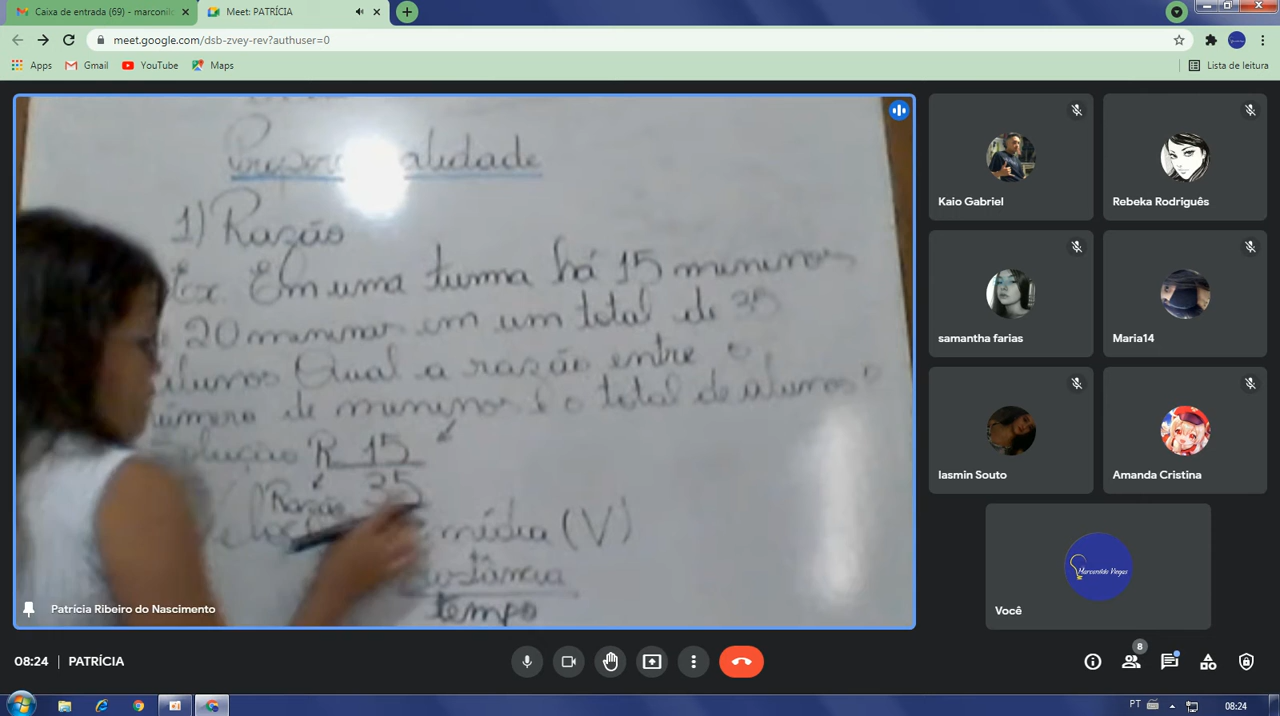 Caixa de entrada (69) - marconil
Meet: PATRÍCIA
meet.google.com/dsb-zvey-rev?authuser=0
Apps Gmail YouTube Maps Lista de leitura
alidade
1) Razão
Ex. Em uma turma há 15 meninos
20 meninas em um total de 35
alunos Qual a razão entre o
número de meninos e o total de alunos?
R 15
35
Razão
média (V)
distância
tempo
Patrícia Ribeiro do Nascimento
Kaio Gabriel
Rebeka Rodriguês
samantha farias
Maria14
Iasmin Souto
Amanda Cristina
Você
08:24 | PATRÍCIA
8
PT 08:24